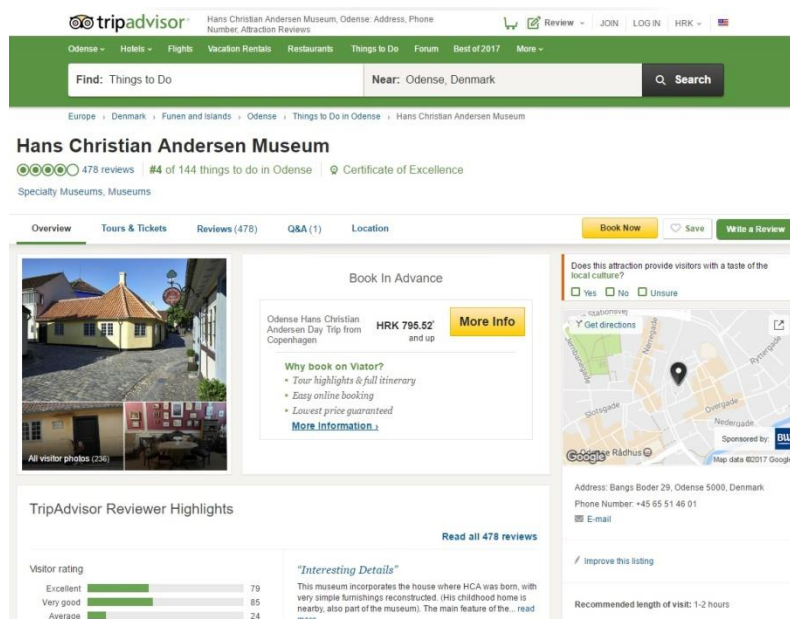 tripadvisor
Hans Christian Andersen Museum, Odense: Address, Phone
Number, Attraction Reviews
Review
JOIN
LOG IN
HRK
Odense
Hotels
Flights
Vacation Rentals
Restaurants
Things to Do
Forum
Best of 2017
More
Find: Things to Do
Near: Odense, Denmark
Search
Europe › Denmark › Funen and Islands › Odense › Things to Do in Odense › Hans Christian Andersen Museum
Hans Christian Andersen Museum
478 reviews
#4 of 144 things to do in Odense
Certificate of Excellence
Specialty Museums, Museums
Overview
Tours & Tickets
Reviews (478)
Q&A (1)
Location
Book Now
Save
Write a Review
All visitor photos (236)
Book In Advance
Odense Hans Christian
Andersen Day Trip from
Copenhagen
HRK 795.52*
and up
More Info
Why book on Viator?
• Tour highlights & full itinerary
• Easy online booking
• Lowest price guaranteed
More Information ›
Does this attraction provide visitors with a taste of the
local culture?
Yes
No
Unsure
Get directions
Stationsvej
Nørregade
Ryttergade
Slotsgade
Overgade
Nedergade
Odense Rådhus
Google
Sponsored by:
Map data ©2017 Google
Address: Bangs Boder 29, Odense 5000, Denmark
Phone Number: +45 65 51 46 01
E-mail
Improve this listing
Recommended length of visit: 1-2 hours
TripAdvisor Reviewer Highlights
Read all 478 reviews
Visitor rating
Excellent 79
Very good 85
Average 24
"Interesting Details"
This museum incorporates the house where HCA was born, with
very simple furnishings reconstructed. (His childhood home is
nearby, also part of the museum). The main feature of the... read
more